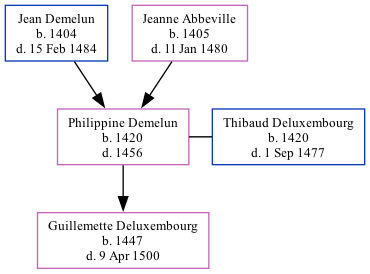 Jean Demelun
b. 1404
d. 15 Feb 1484
Jeanne Abbeville
b. 1405
d. 11 Jan 1480
Philippine Demelun
b. 1420
d. 1456
Thibaud Deluxembourg
b. 1420
d. 1 Sep 1477
Guillemette Deluxembourg
b. 1447
d. 9 Apr 1500